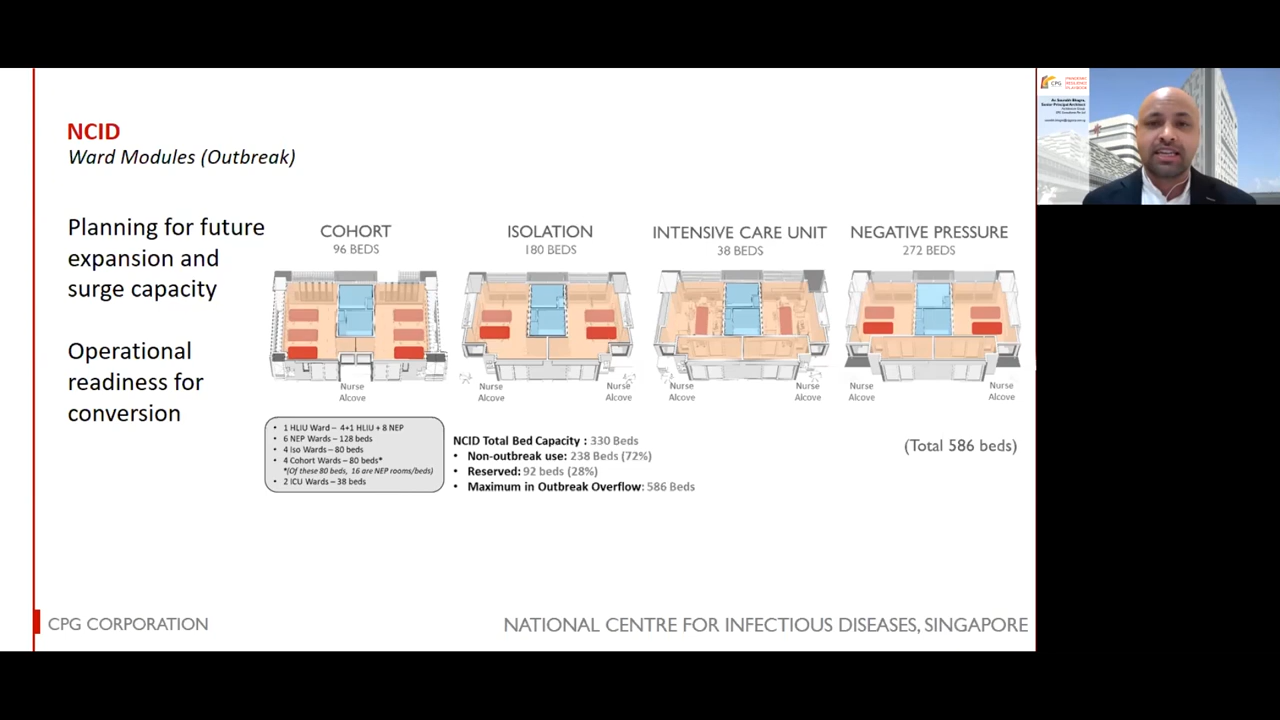 NCID
Ward Modules (Outbreak)
Planning for future
expansion and
surge capacity
Operational
readiness for
conversion
COHORT
96 BEDS
ISOLATION
180 BEDS
INTENSIVE CARE UNIT
38 BEDS
NEGATIVE PRESSURE
272 BEDS
Nurse
Alcove
Nurse
Alcove
Nurse
Alcove
Nurse
Alcove
Nurse
Alcove
Nurse
Alcove
Nurse
Alcove
• 1 HLIU Ward – 4+1 HLIU + 8 NEP
• 6 NEP Wards – 128 beds
• 4 Iso Wards – 80 beds
• 4 Cohort Wards – 80 beds*
*(Of these 80 beds, 16 are NEP rooms/beds)
• 2 ICU Wards – 38 beds
NCID Total Bed Capacity : 330 Beds
• Non-outbreak use: 238 Beds (72%)
• Reserved: 92 beds (28%)
• Maximum in Outbreak Overflow: 586 Beds
(Total 586 beds)
CPG CORPORATION
NATIONAL CENTRE FOR INFECTIOUS DISEASES, SINGAPORE
CPG
PANDEMIC
RESILIENCE
PLAYBOOK